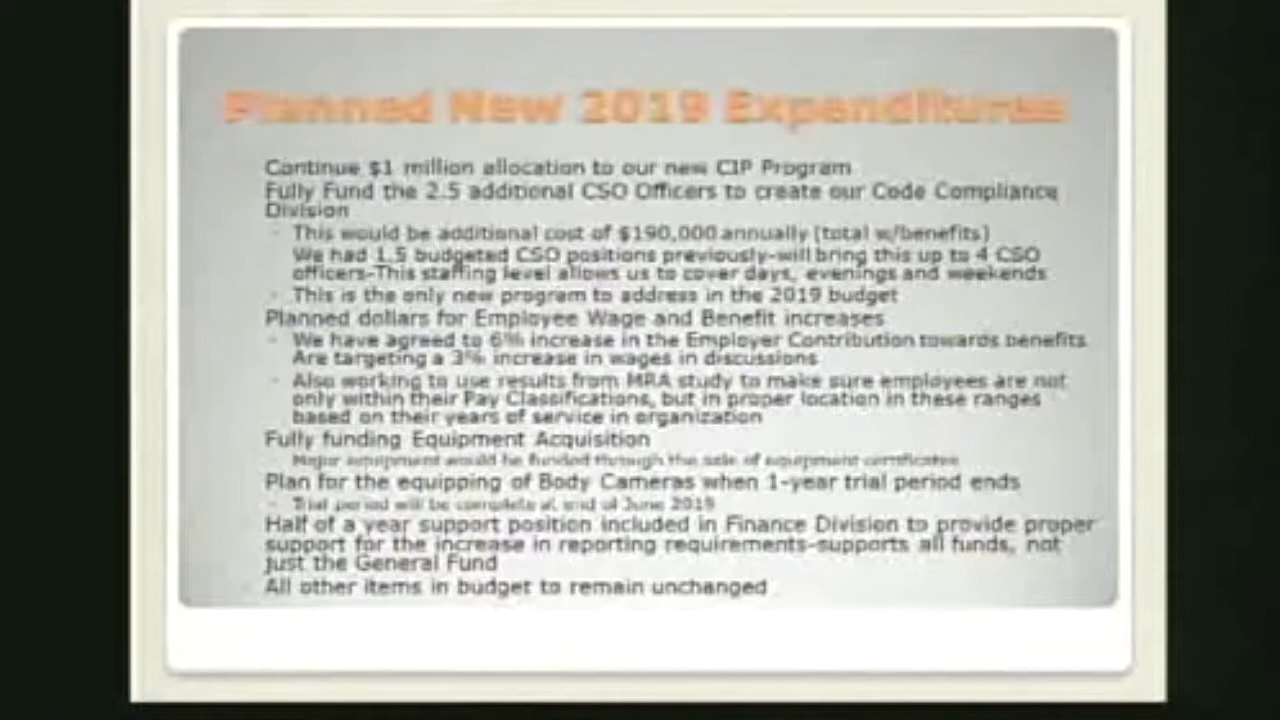 Planned New 2019 Expenditures
Continue $1 million allocation to our new CIP Program
Fully Fund the 2.5 additional CSO Officers to create our Code Compliance
Division
This would be additional cost of $190,000 annually (total w/benefits)
We had 1.5 budgeted CSO positions previously-will bring this up to 4 CSO
officers-This staffing level allows us to cover days, evenings and weekends
This is the only new program to address in the 2019 budget
Planned dollars for Employee Wage and Benefit increases
We have agreed to 6% increase in the Employer Contribution towards benefits
Are targeting a 3% increase in wages in discussions
Also working to use results from MRA study to make sure employees are not
only within their Pay Classifications, but in proper location in these ranges
based on their years of service in organization
Fully funding Equipment Acquisition
Major equipment would be funded through the sale of equipment certificates
Plan for the equipping of Body Cameras when 1-year trial period ends
Trial period will be complete at end of June 2019
Half of a year support position included in Finance Division to provide proper
support for the increase in reporting requirements-supports all funds, not
just the General Fund
All other items in budget to remain unchanged